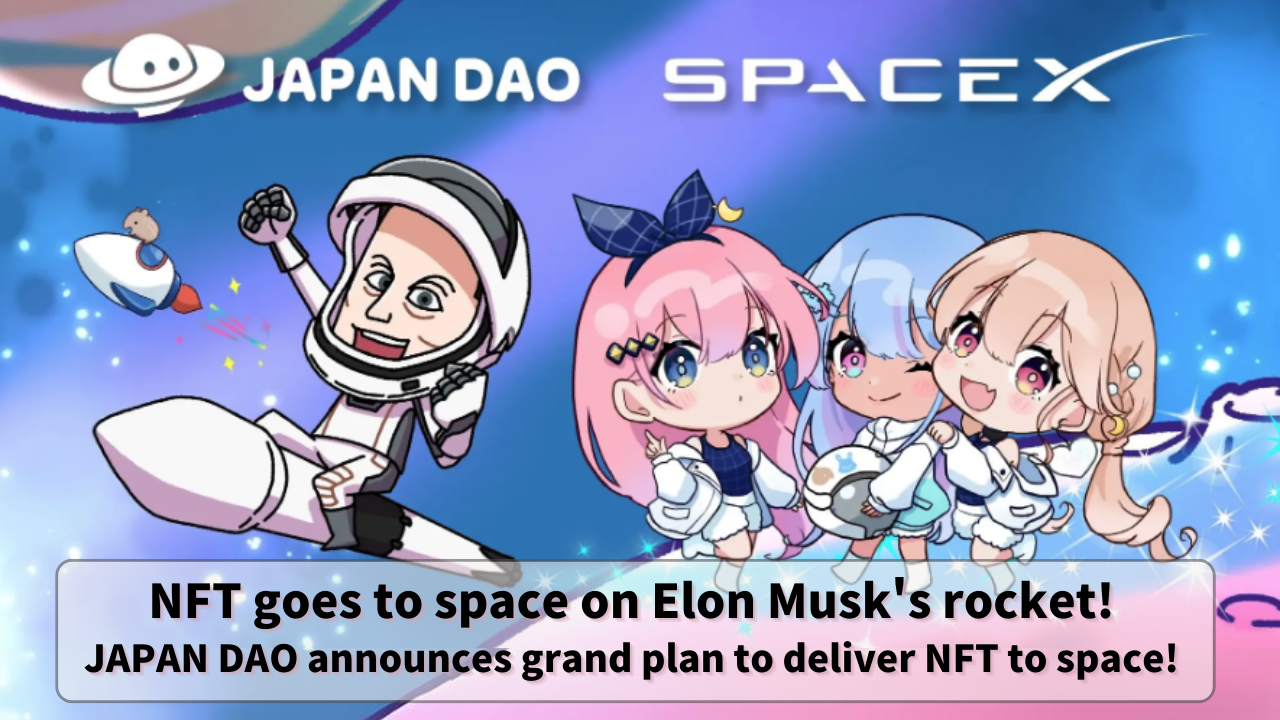 JAPAN DAO
SPACEX
NFT goes to space on Elon Musk's rocket!
JAPAN DAO announces grand plan to deliver NFT to space!